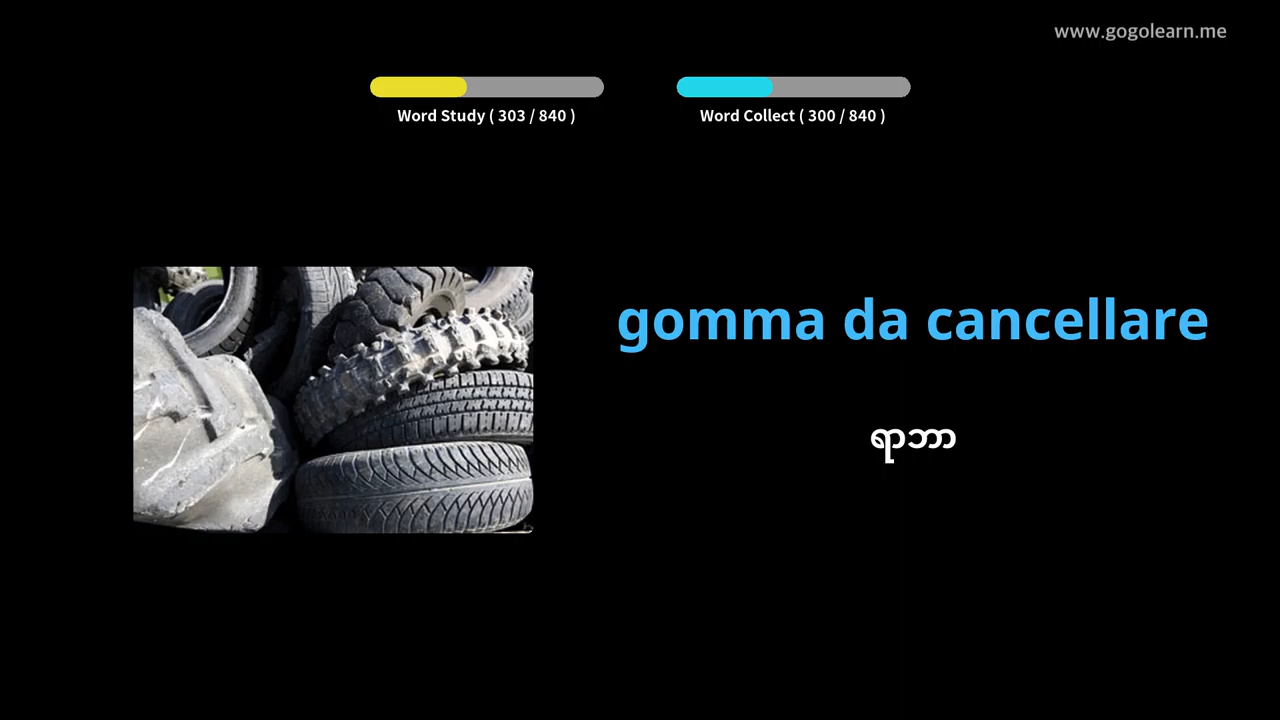 www.gogolearn.me
Word Study ( 303 / 840 )
Word Collect ( 300 / 840 )
gomma da cancellare
ရာဘာ